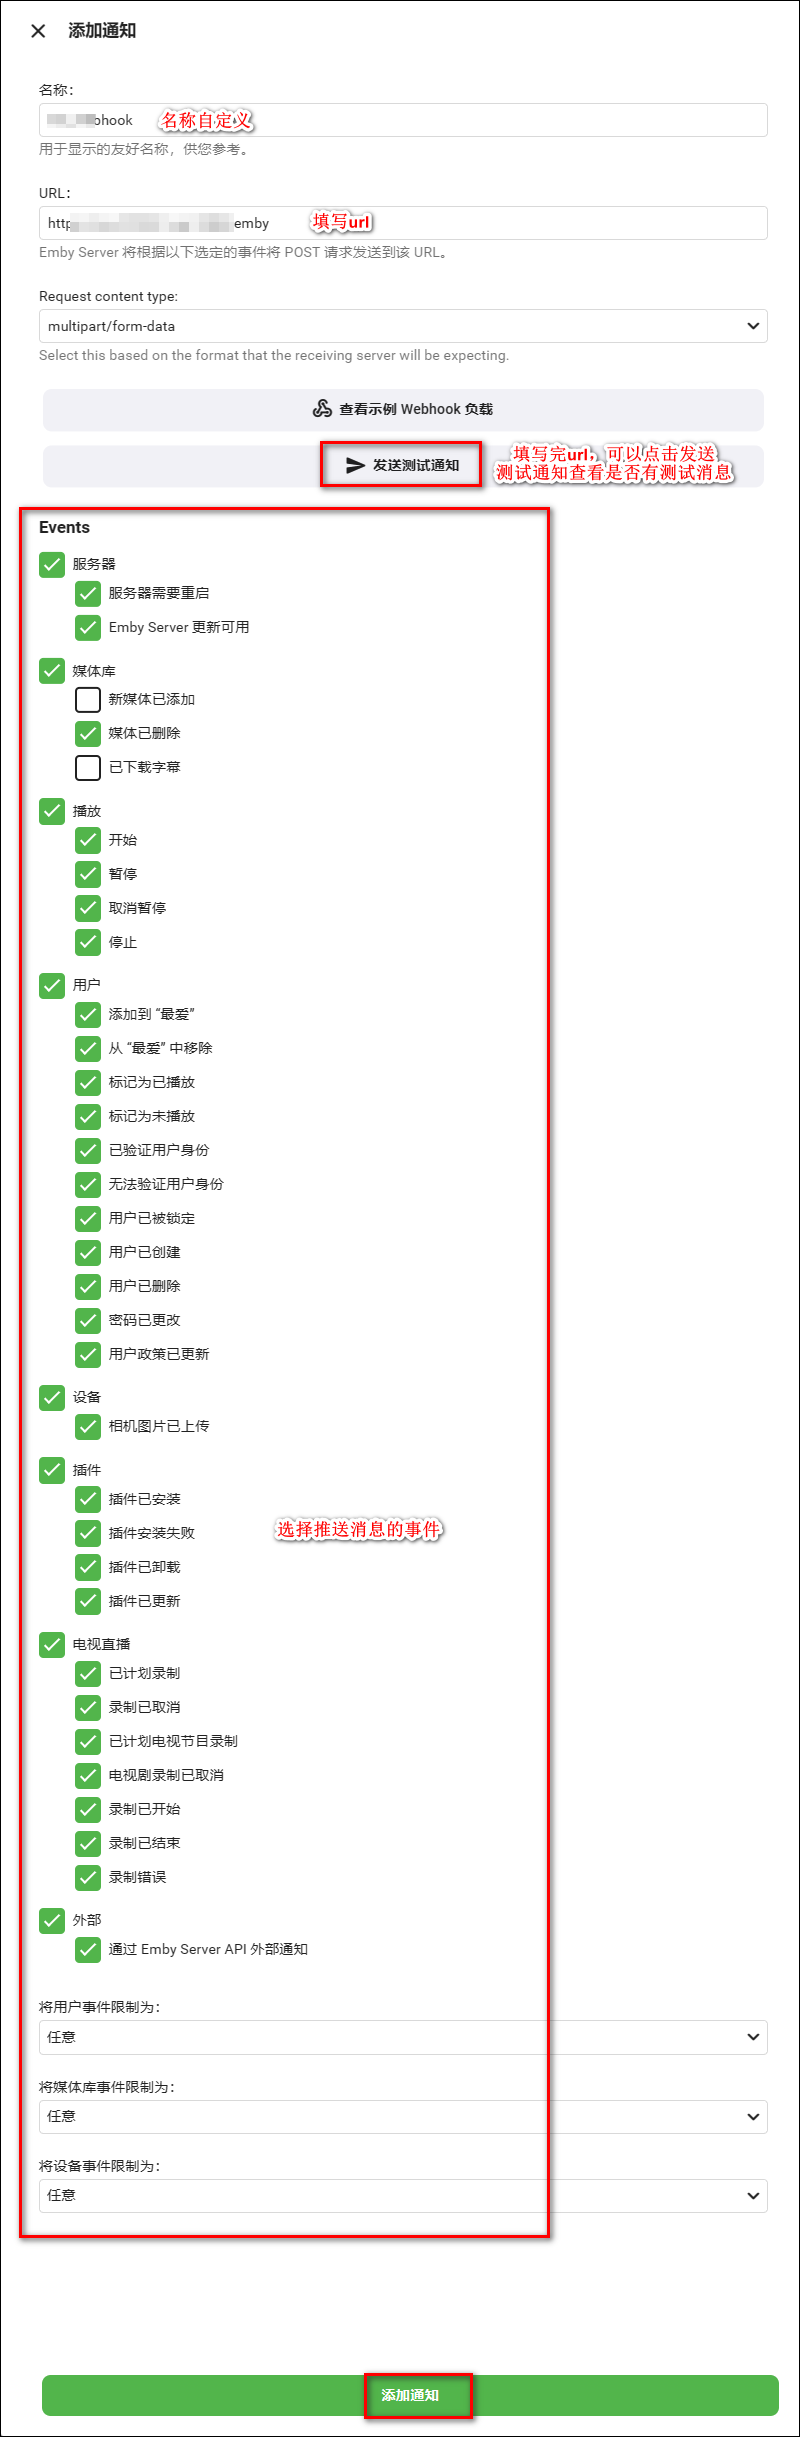 添加通知
名称：
bhook 名称自定义
用于显示的友好名称，供您参考。
URL：
http emby 填写url
Emby Server 将根据以下选定的事件将 POST 请求发送到该 URL。
Request content type:
multipart/form-data
Select this based on the format that the receiving server will be expecting.
查看示例 Webhook 负载
发送测试通知
填写完url，可以点击发送
测试通知查看是否有测试消息
Events
服务器
服务器需要重启
Emby Server 更新可用
媒体库
新媒体已添加
媒体已删除
已下载字幕
播放
开始
暂停
取消暂停
停止
用户
添加到 “最爱”
从 “最爱” 中移除
标记为已播放
标记为未播放
已验证用户身份
无法验证用户身份
用户已被锁定
用户已创建
用户已删除
密码已更改
用户政策已更新
设备
相机图片已上传
插件
插件已安装
插件安装失败
选择推送消息的事件
插件已卸载
插件已更新
电视直播
已计划录制
录制已取消
已计划电视节目录制
电视剧录制已取消
录制已开始
录制已结束
录制错误
外部
通过 Emby Server API 外部通知
将用户事件限制为：
任意
将媒体库事件限制为：
任意
将设备事件限制为：
任意
添加通知